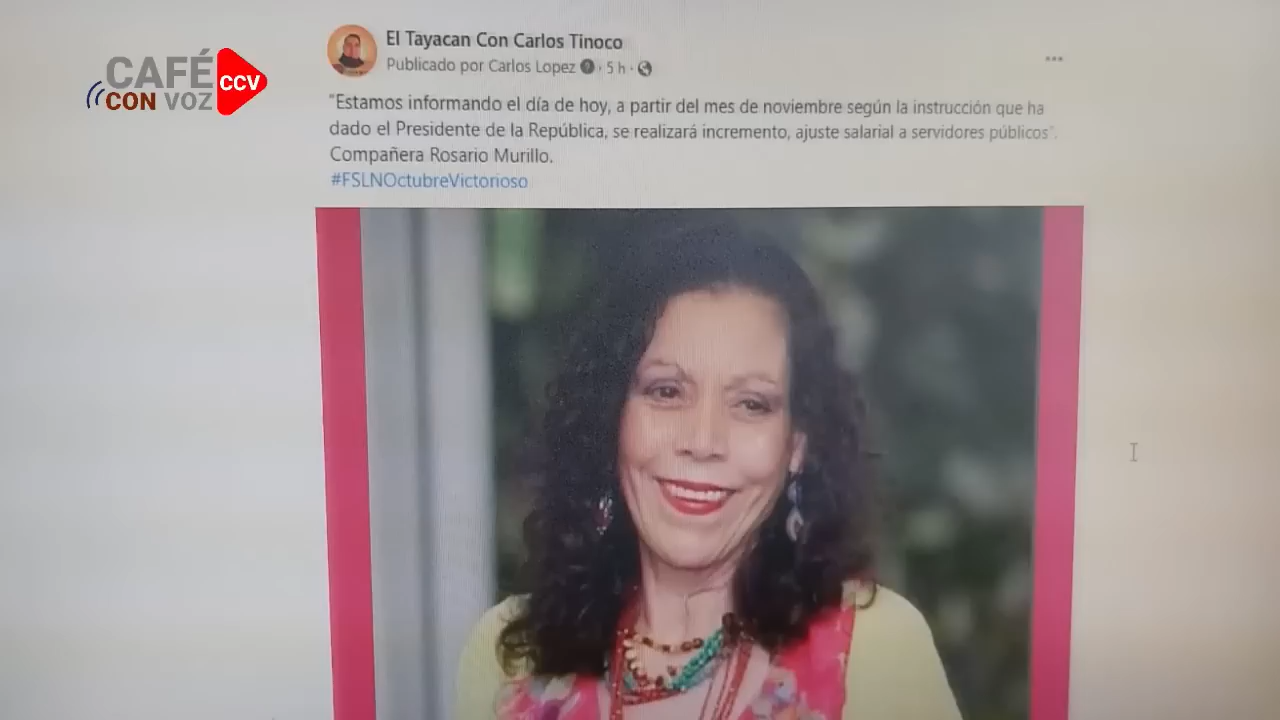 CAFÉ
CON VOZ
CCV
El Tayacan Con Carlos Tinoco
Publicado por Carlos Lopez · 5 h ·
“Estamos informando el día de hoy, a partir del mes de noviembre según la instrucción que ha
dado el Presidente de la República, se realizará incremento, ajuste salarial a servidores públicos”.
Compañera Rosario Murillo.
#FSLNOctubreVictorioso